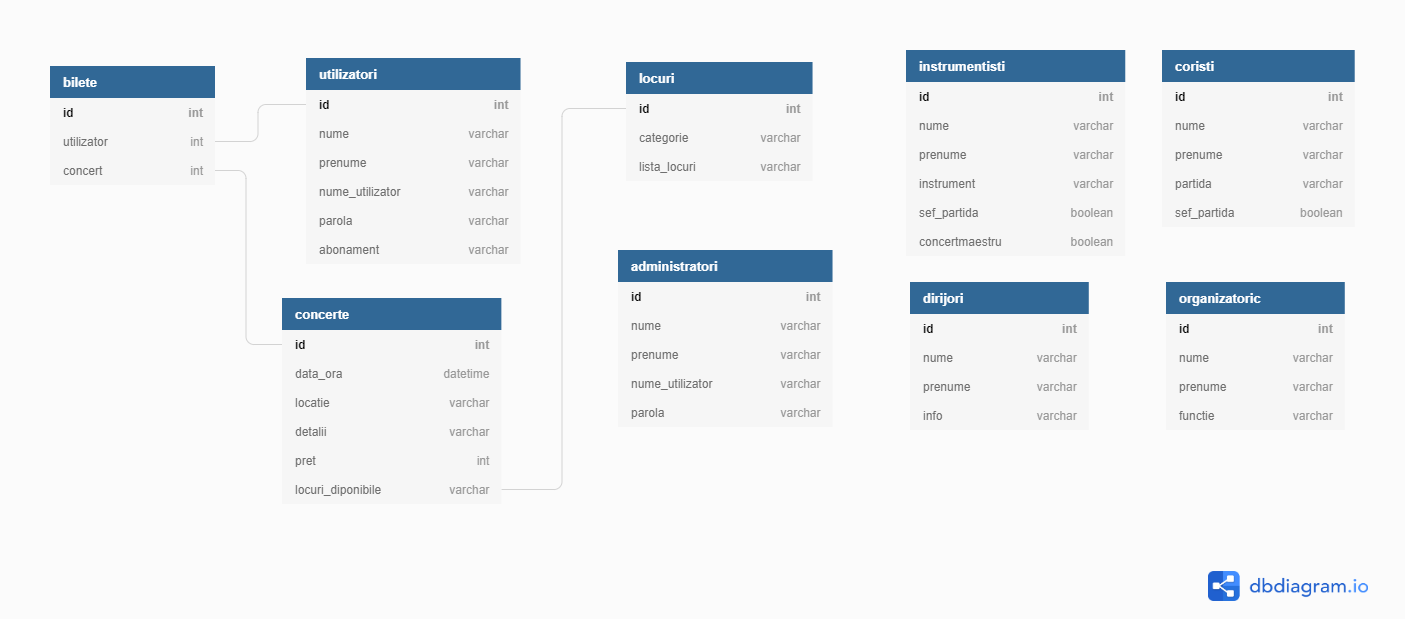 bilete
id int
utilizator int
concert int
utilizatori
id int
nume varchar
prenume varchar
nume_utilizator varchar
parola varchar
abonament varchar
concerte
id int
data_ora datetime
locatie varchar
detalii varchar
pret int
locuri_diponibile varchar
locuri
id int
categorie varchar
lista_locuri varchar
administratori
id int
nume varchar
prenume varchar
nume_utilizator varchar
parola varchar
instrumentisti
id int
nume varchar
prenume varchar
instrument varchar
sef_partida boolean
concertmaestru boolean
coristi
id int
nume varchar
prenume varchar
partida varchar
sef_partida boolean
dirijori
id int
nume varchar
prenume varchar
info varchar
organizatoric
id int
nume varchar
prenume varchar
functie varchar
dbdiagram.io